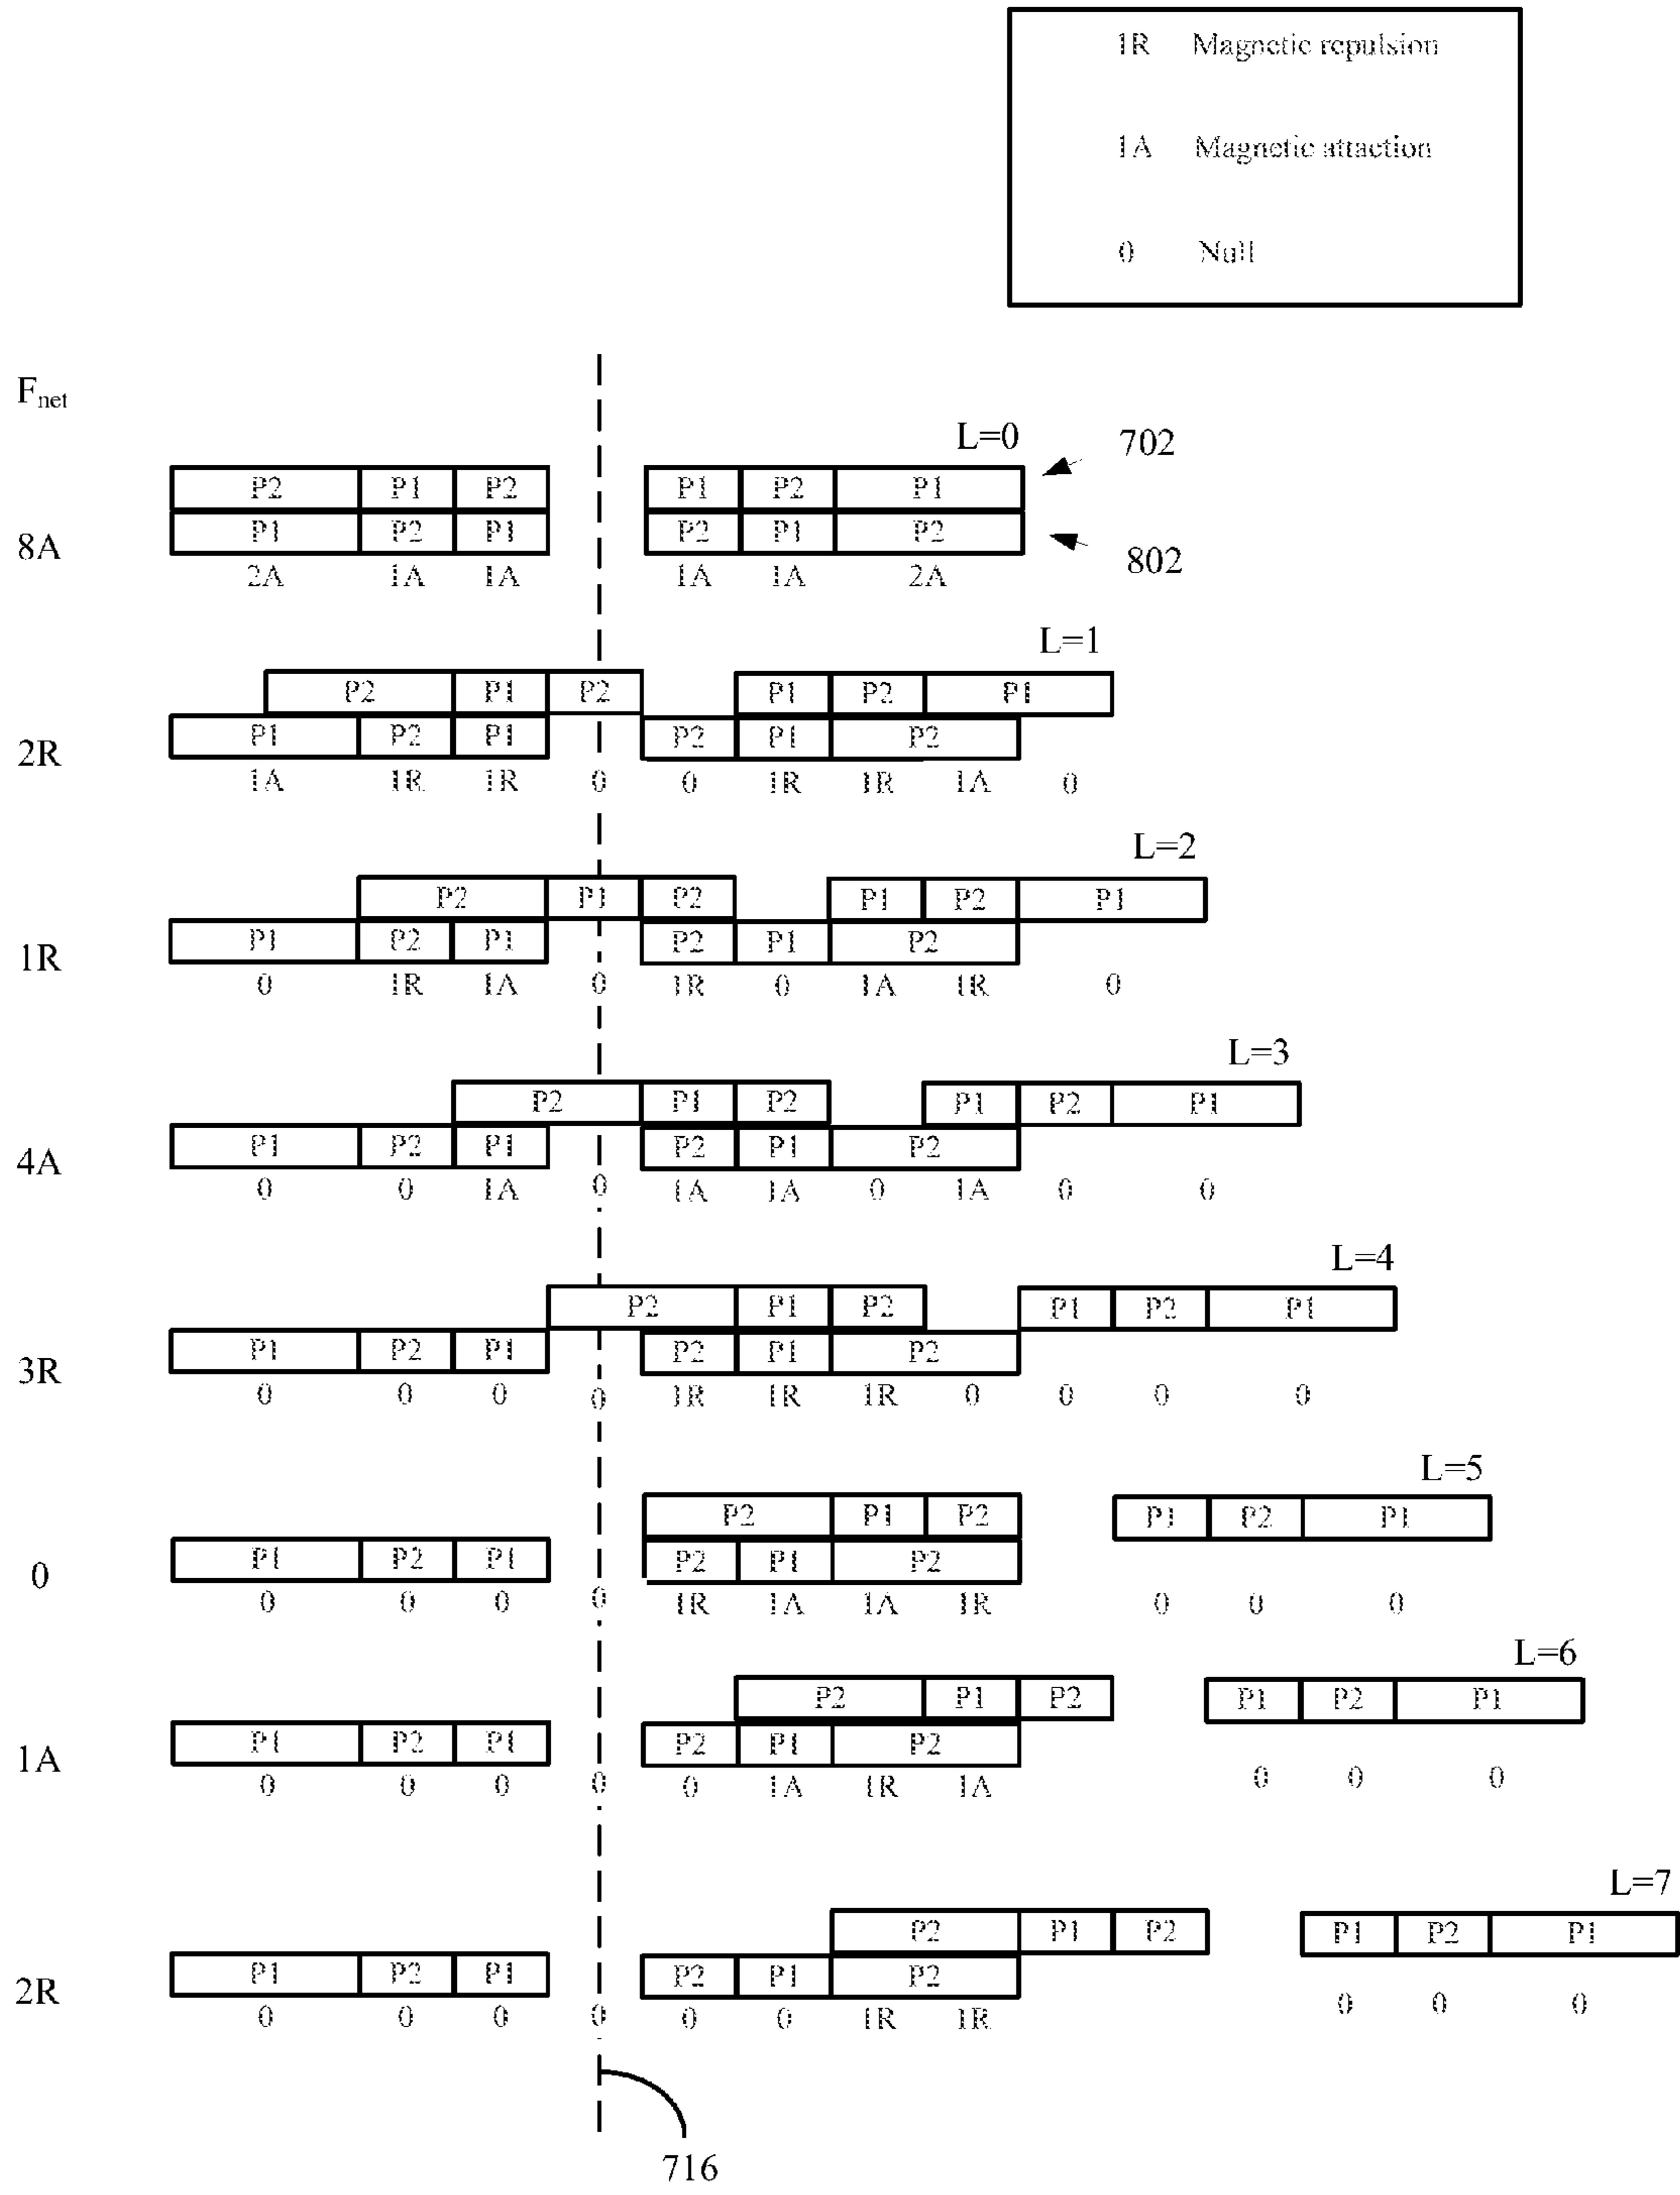 1R Magnetic repulsion
1A Magnetic attaction
0 Null
Fnet
L=0
702
P2 P1 P2 P1 P2 P1
8A
P1 P2 P1 P2 P1 P2
802
2A 1A 1A 1A 1A 2A
L=1
P2 P1 P2 P1 P2 P1
2R
P1 P2 P1 P2 P1 P2
1A 1R 1R 0 0 1R 1R 1A 0
L=2
P2 P1 P2 P1 P2 P1
1R
P1 P2 P1 P2 P1 P2
0 1R 1A 0 1R 0 1A 1R 0
L=3
P2 P1 P2 P1 P2 P1
4A
P1 P2 P1 P2 P1 P2
0 0 1A 0 1A 1A 0 1A 0 0
L=4
P2 P1 P2 P1 P2 P1
3R
P1 P2 P1 P2 P1 P2
0 0 0 0 1R 1R 1R 0 0 0 0
L=5
P2 P1 P2 P1 P2 P1
0
P1 P2 P1 P2 P1 P2
0 0 0 0 1R 1A 1A 1R 0 0 0
L=6
P2 P1 P2 P1 P2 P1
1A
P1 P2 P1 P2 P1 P2
0 0 0 0 0 1A 1R 1A 0 0 0
L=7
P2 P1 P2 P1 P2 P1
2R
P1 P2 P1 P2 P1 P2
0 0 0 0 0 0 1R 1R 0 0 0
716